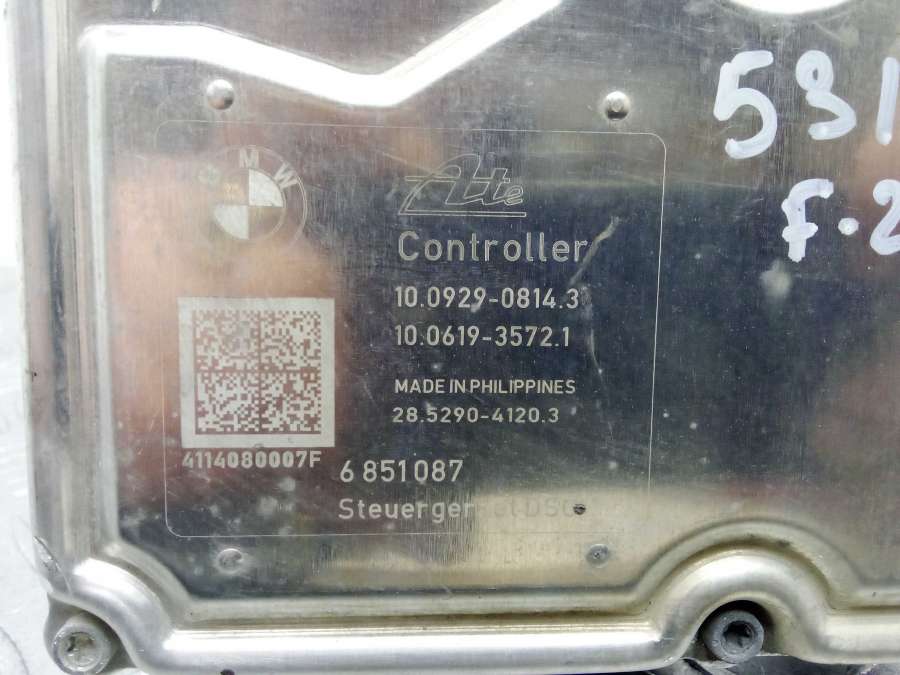 BMW
Ate
Controller
10.0929-0814.3
10.0619-3572.1
MADE IN PHILIPPINES
28.5290-4120.3
4114080007F
6 851087
531
F.2